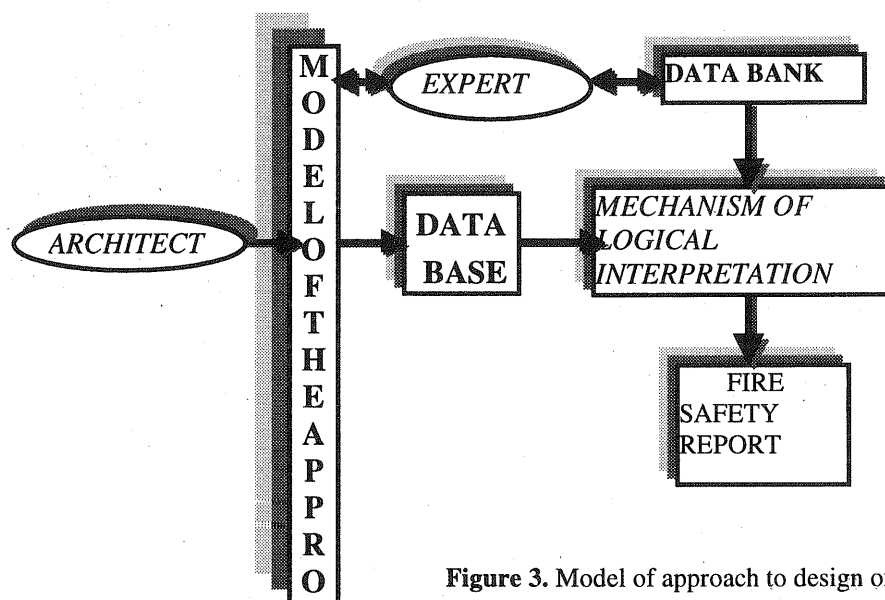 MODELOFTHEAPPRO
EXPERT
DATA BANK
ARCHITECT
DATA
BASE
MECHANISM OF
LOGICAL
INTERPRETATION
FIRE
SAFETY
REPORT
Figure 3. Model of approach to design o